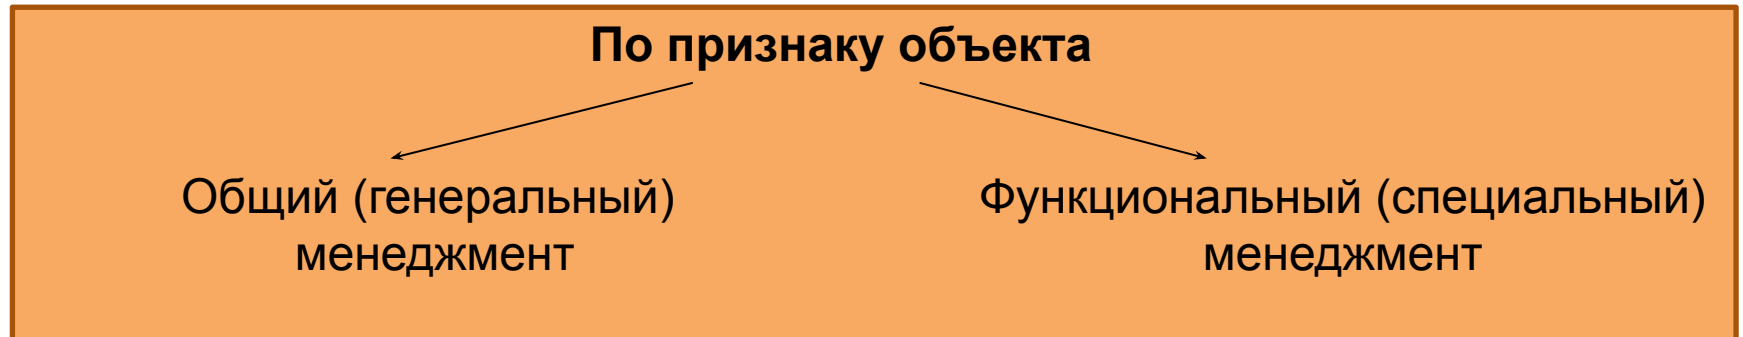 По признаку объекта
Общий (генеральный)
менеджмент
Функциональный (специальный)
менеджмент